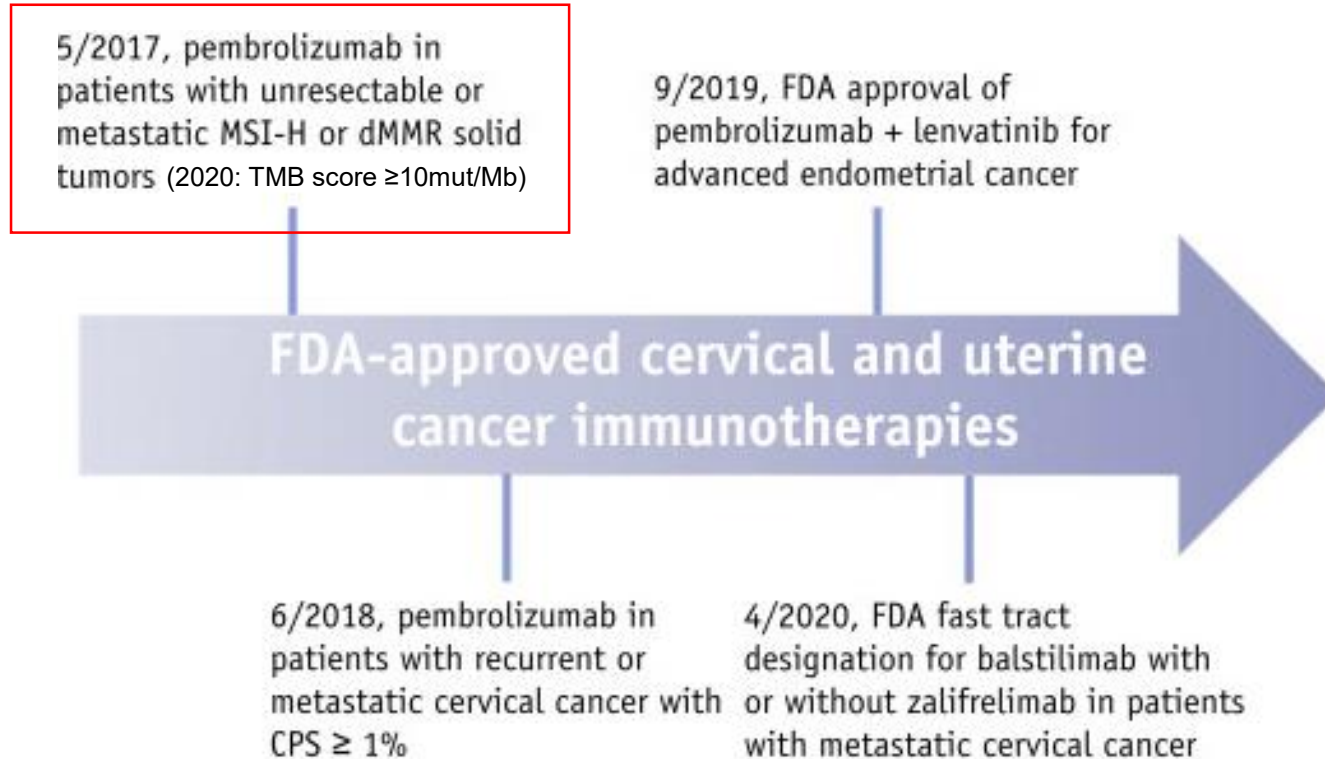 5/2017, pembrolizumab in
patients with unresectable or
metastatic MSI-H or dMMR solid
tumors (2020: TMB score ≥10mut/Mb)
9/2019, FDA approval of
pembrolizumab + lenvatinib for
advanced endometrial cancer
FDA-approved cervical and uterine
cancer immunotherapies
6/2018, pembrolizumab in
patients with recurrent or
metastatic cervical cancer with
CPS ≥ 1%
4/2020, FDA fast tract
designation for balstilimab with
or without zalifrelimab in patients
with metastatic cervical cancer